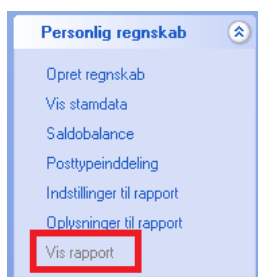 Personlig regnskab
Opret regnskab
Vis stamdata
Saldobalance
Posttypeinddeling
Indstillinger til rapport
Oplysninger til rapport
Vis rapport